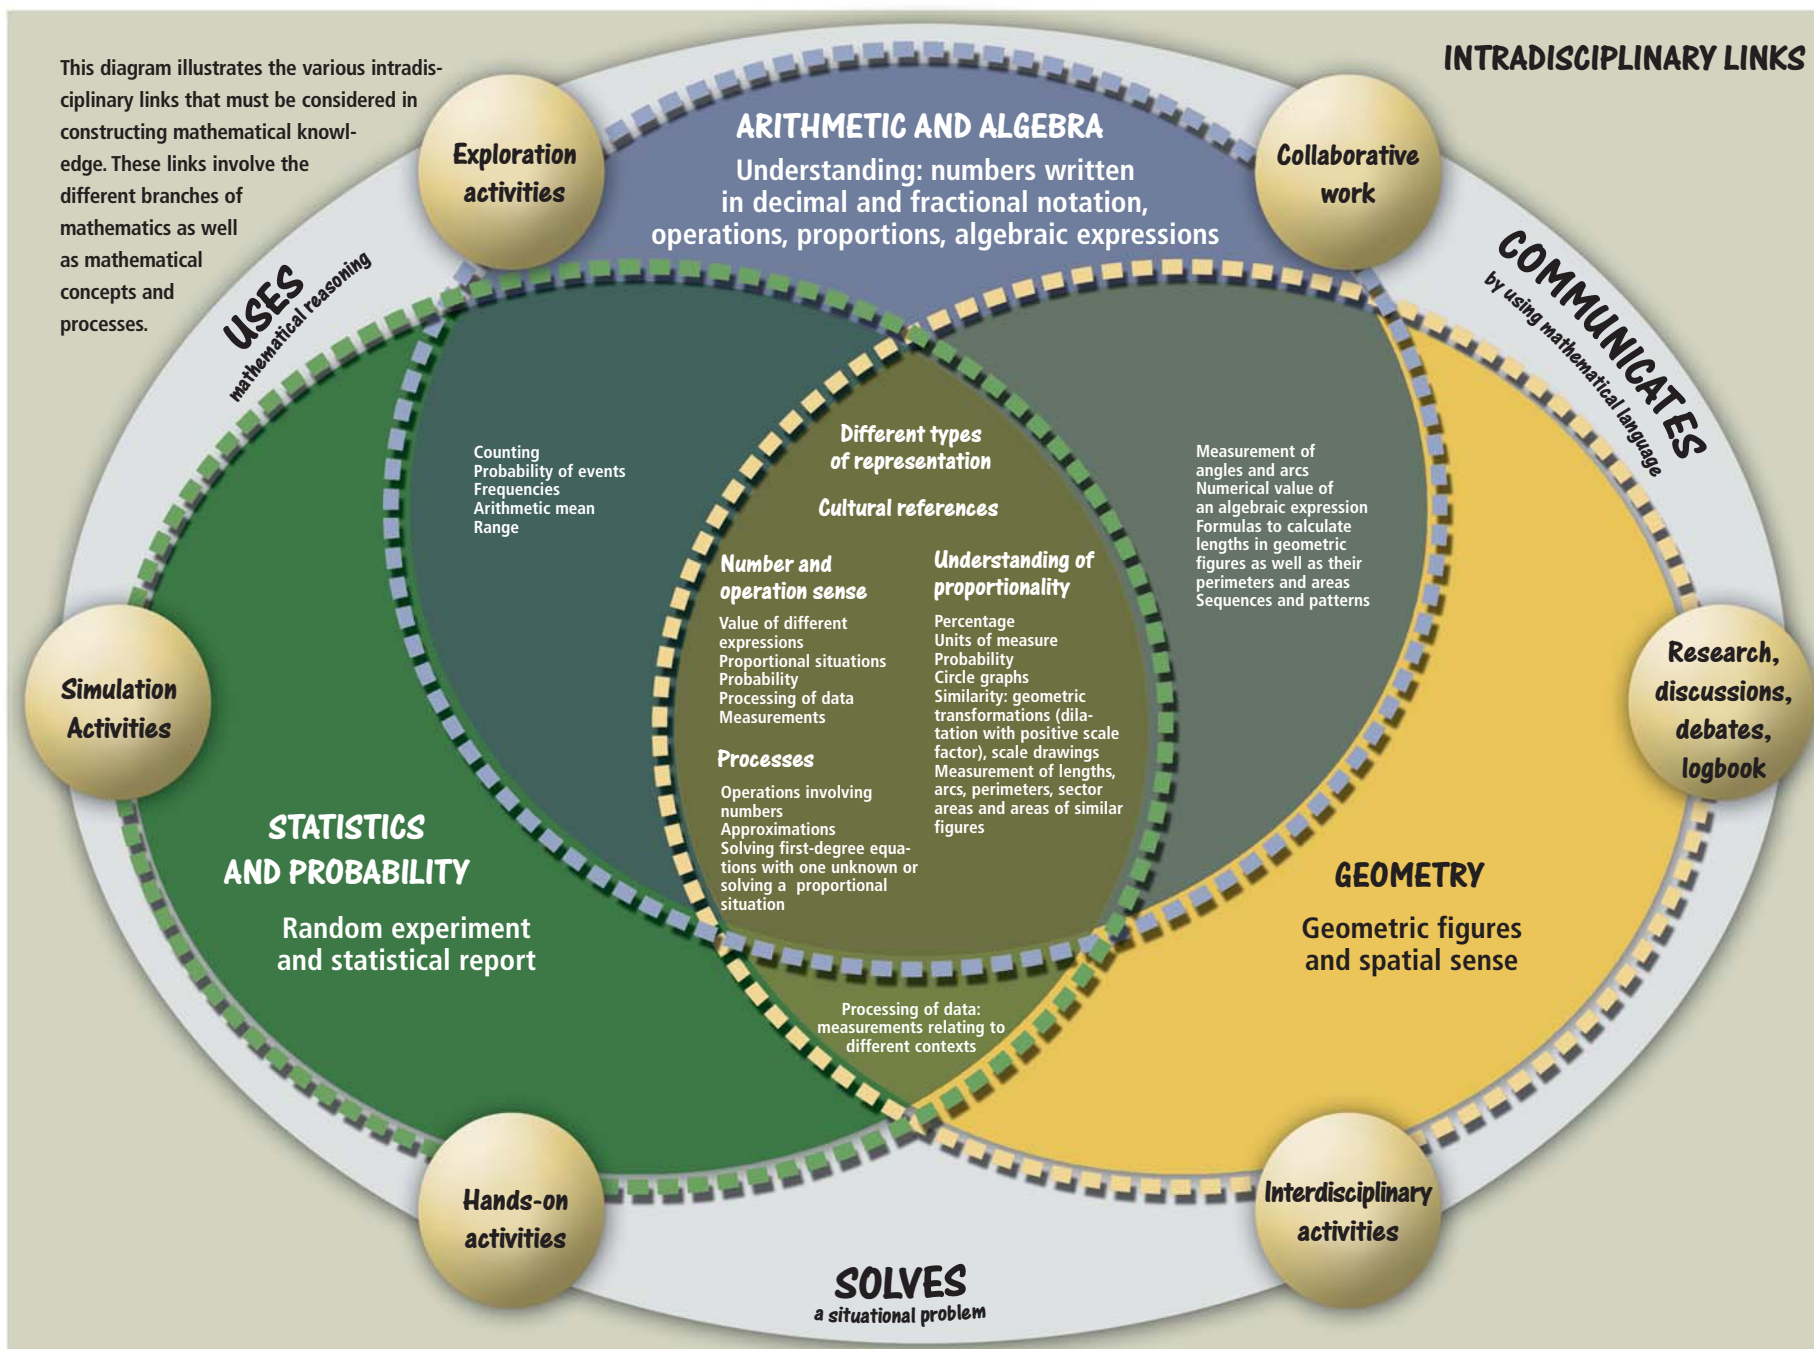 INTRADISCIPLINARY LINKS
This diagram illustrates the various intradis-
ciplinary links that must be considered in
constructing mathematical knowl-
edge. These links involve the
different branches of
mathematics as well
as mathematical
concepts and
processes.
Exploration
activities
Collaborative
work
ARITHMETIC AND ALGEBRA
Understanding: numbers written
in decimal and fractional notation,
operations, proportions, algebraic expressions
USES
mathematical reasoning
COMMUNICATES
by using mathematical language
Counting
Probability of events
Frequencies
Arithmetic mean
Range
Different types
of representation
Cultural references
Number and
operation sense
Value of different
expressions
Proportional situations
Probability
Processing of data
Measurements
Processes
Operations involving
numbers
Approximations
Solving first-degree equa-
tions with one unknown or
solving a proportional
situation
Understanding of
proportionality
Percentage
Units of measure
Probability
Circle graphs
Similarity: geometric
transformations (dila-
tation with positive scale
factor), scale drawings
Measurement of lengths,
arcs, perimeters, sector
areas and areas of similar
figures
Measurement of
angles and arcs
Numerical value of
an algebraic expression
Formulas to calculate
lengths in geometric
figures as well as their
perimeters and areas
Sequences and patterns
Simulation
Activities
Research,
discussions,
debates,
logbook
STATISTICS
AND PROBABILITY
Random experiment
and statistical report
GEOMETRY
Geometric figures
and spatial sense
Processing of data:
measurements relating to
different contexts
Hands-on
activities
Interdisciplinary
activities
SOLVES
a situational problem